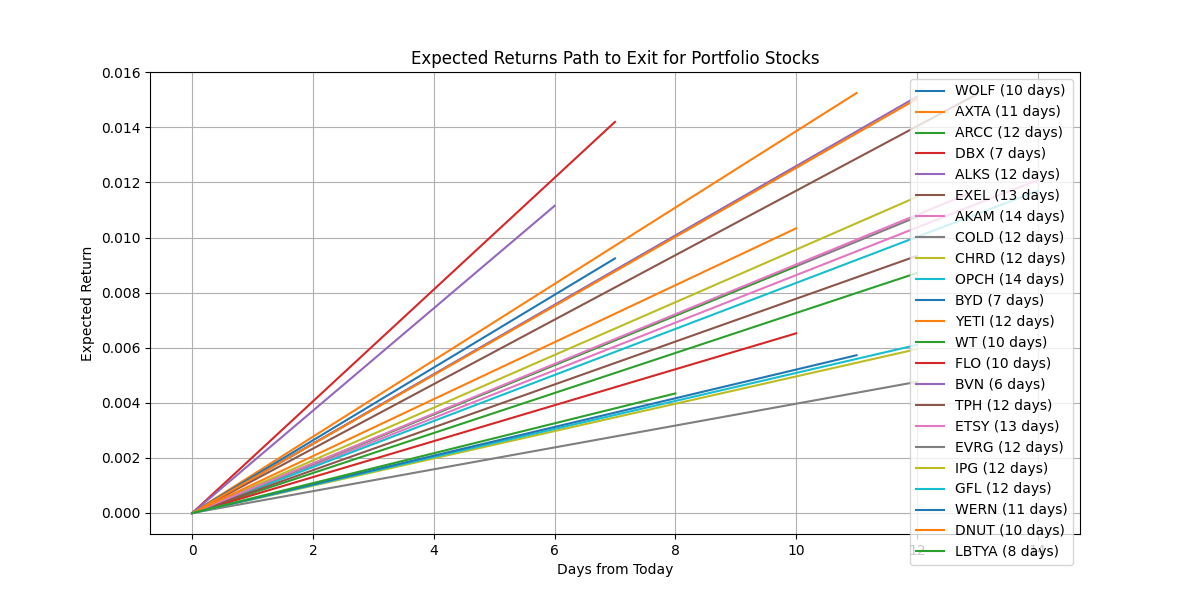 Expected Returns Path to Exit for Portfolio Stocks
Expected Return
0.016
0.014
0.012
0.010
0.008
0.006
0.004
0.002
0.000
0
2
4
6
8
10
12
Days from Today
WOLF (10 days)
AXTA (11 days)
ARCC (12 days)
DBX (7 days)
ALKS (12 days)
EXEL (13 days)
AKAM (14 days)
COLD (12 days)
CHRD (12 days)
OPCH (14 days)
BYD (7 days)
YETI (12 days)
WT (10 days)
FLO (10 days)
BVN (6 days)
TPH (12 days)
ETSY (13 days)
EVRG (12 days)
IPG (12 days)
GFL (12 days)
WERN (11 days)
DNUT (10 days)
LBTYA (8 days)